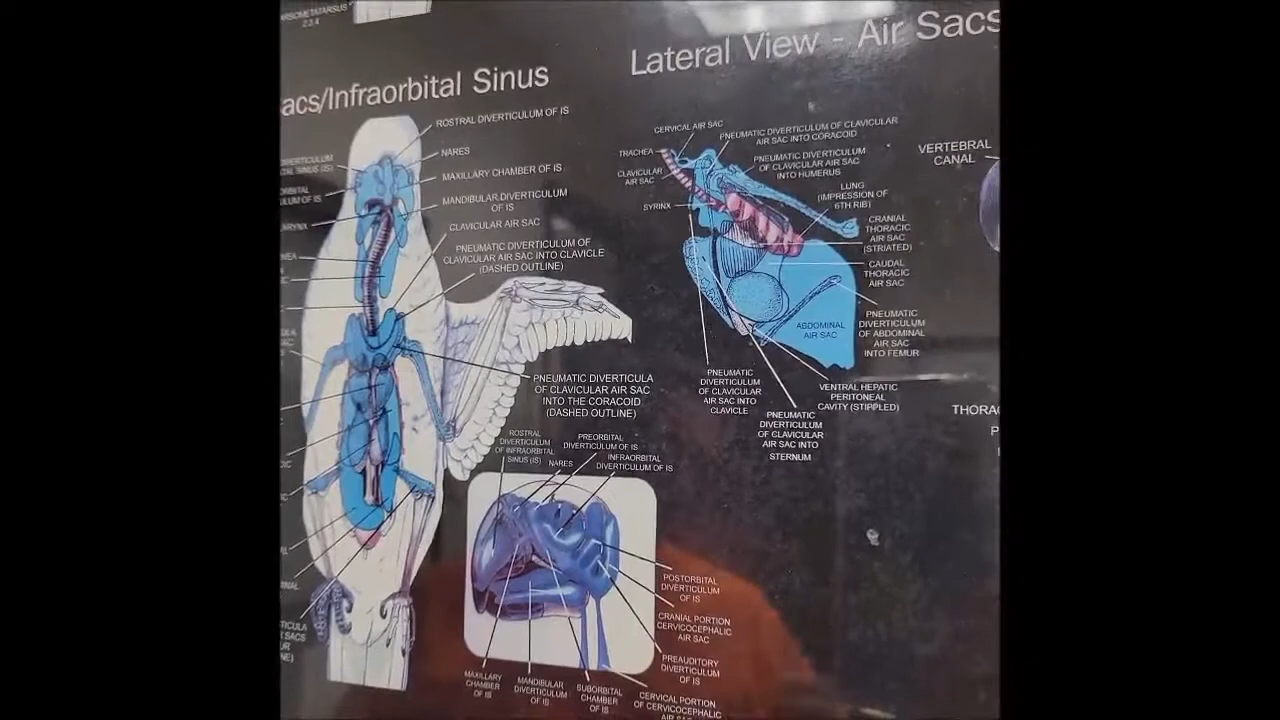 2,3,4
acs/Infraorbital Sinus
ROSTRAL DIVERTICULUM OF IS
NARES
MAXILLARY CHAMBER OF IS
MANDIBULAR DIVERTICULUM
OF IS
CLAVICULAR AIR SAC
PNEUMATIC DIVERTICULUM OF
CLAVICULAR AIR SAC INTO CLAVICLE
(DASHED OUTLINE)
PNEUMATIC DIVERTICULA
OF CLAVICULAR AIR SAC
INTO THE CORACOID
(DASHED OUTLINE)
ROSTRAL
DIVERTICULUM
OF INFRAORBITAL
SINUS (IS)
NARES
PREORBITAL
DIVERTICULUM OF IS
INFRAORBITAL
DIVERTICULUM OF IS
POSTORBITAL
DIVERTICULUM
OF IS
CRANIAL PORTION
CERVICOCEPHALIC
AIR SAC
PREAUDITORY
DIVERTICULUM
OF IS
CERVICAL PORTION
OF CERVICOCEPHALIC
AIR SAC
SUBORBITAL
CHAMBER
OF IS
MANDIBULAR
DIVERTICULUM
OF IS
MAXILLARY
CHAMBER
OF IS
Lateral View - Air Sacs
CERVICAL AIR SAC
TRACHEA
CLAVICULAR
AIR SAC
SYRINX
PNEUMATIC DIVERTICULUM OF CLAVICULAR
AIR SAC INTO CORACOID
PNEUMATIC DIVERTICULUM
OF CLAVICULAR AIR SAC
INTO HUMERUS
LUNG
(IMPRESSION OF
6TH RIB)
CRANIAL
THORACIC
AIR SAC
(STRIATED)
CAUDAL
THORACIC
AIR SAC
PNEUMATIC
DIVERTICULUM
OF ABDOMINAL
AIR SAC
INTO FEMUR
ABDOMINAL
AIR SAC
VENTRAL HEPATIC
PERITONEAL
CAVITY (STIPPLED)
PNEUMATIC
DIVERTICULUM
OF CLAVICULAR
AIR SAC INTO
CLAVICLE
PNEUMATIC
DIVERTICULUM
OF CLAVICULAR
AIR SAC INTO
STERNUM
VERTEBRAL
CANAL
THORAC
P